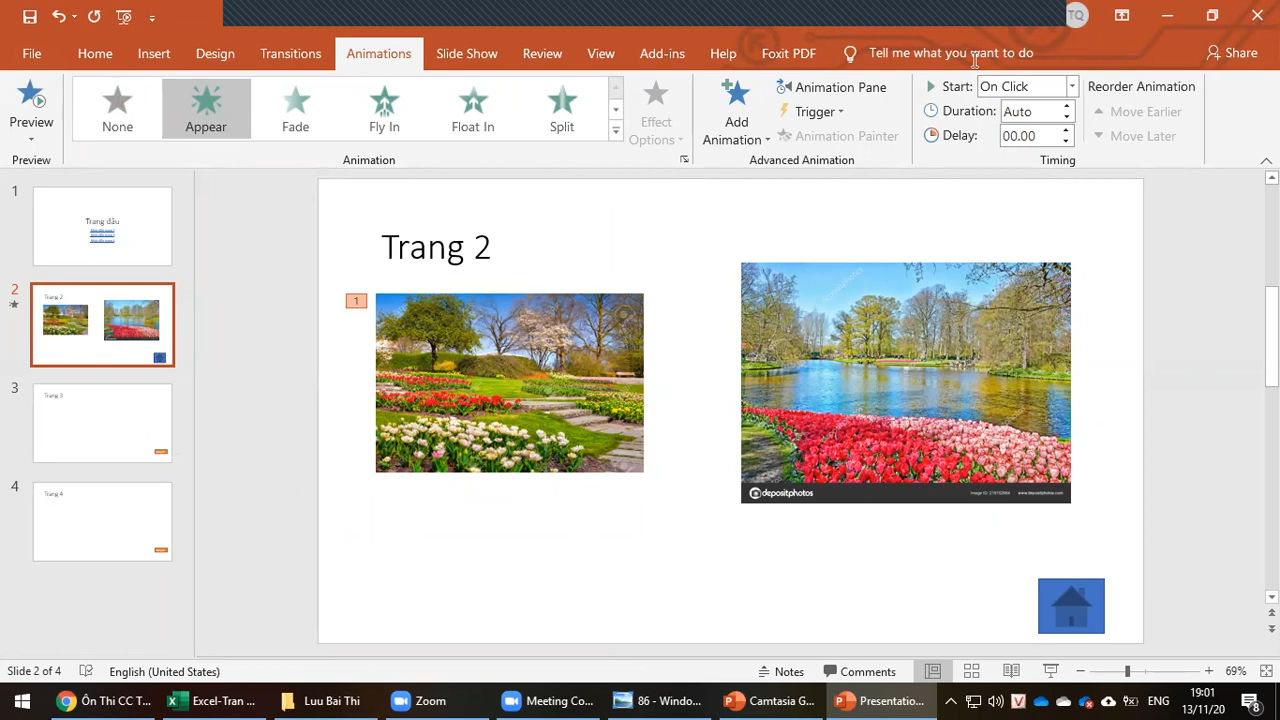 TQ
File Home Insert Design Transitions Animations Slide Show Review View Add-ins Help Foxit PDF Tell me what you want to do Share
Preview
Preview
None Appear Fade Fly In Float In Split
Animation
Effect Options
Add Animation
Animation Pane
Trigger
Animation Painter
Advanced Animation
Start: On Click
Duration: Auto
Delay: 00.00
Timing
Reorder Animation
Move Earlier
Move Later
1
Trang đầu
2
Trang 2
3
Trang 3
4
Trang 4
Trang 2
1
depositphotos
www.depositphotos.com
Slide 2 of 4 English (United States) Notes Comments 69%
Ôn Thi CC T... Excel-Tran ... Luu Bai Thi Zoom Meeting Co... 86 - Windo... Camtasia G... Presentatio...
V ENG 19:01
13/11/20
8